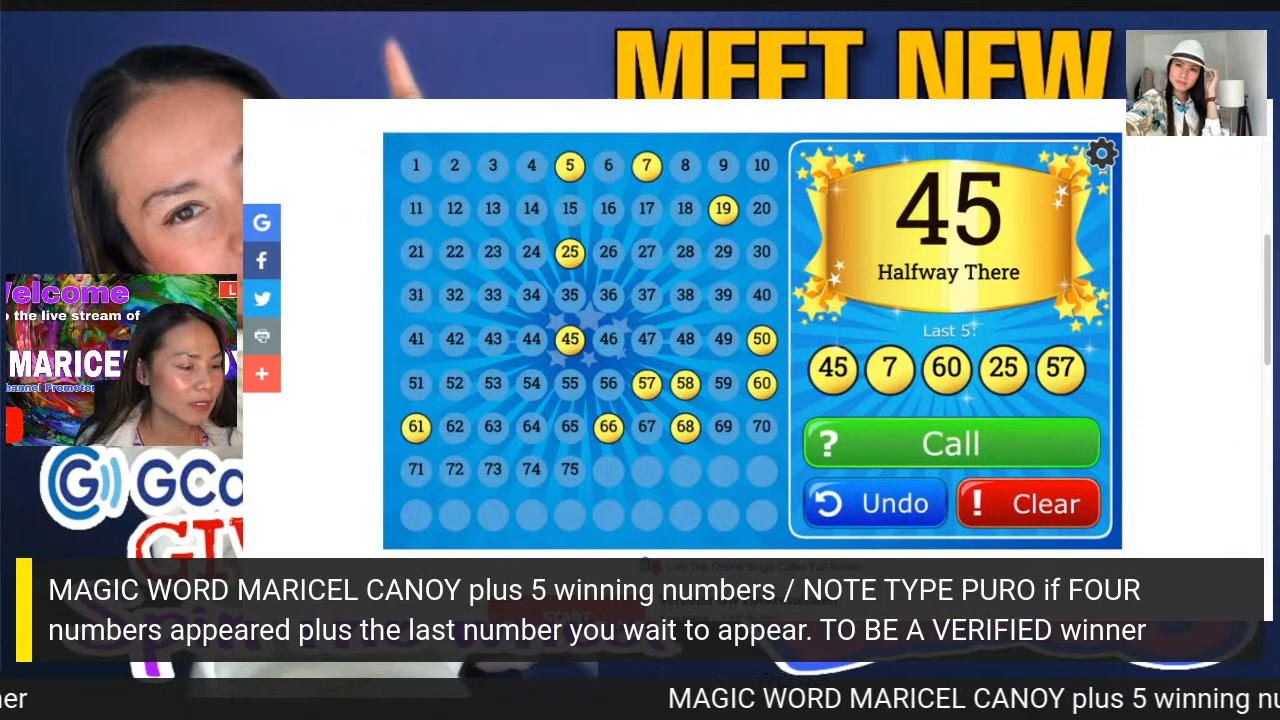 MEET NEW
1 2 3 4 5 6 7 8 9 10
11 12 13 14 15 16 17 18 19 20
21 22 23 24 25 26 27 28 29 30
31 32 33 34 35 36 37 38 39 40
41 42 43 44 45 46 47 48 49 50
51 52 53 54 55 56 57 58 59 60
61 62 63 64 65 66 67 68 69 70
71 72 73 74 75
45
Halfway There
Last 5:
45 7 60 25 57
? Call
Undo ! Clear
G
f
+
elcome
o the live stream of
MARICE
hannel Promoter
G GCo
GIV
MAGIC WORD MARICEL CANOY plus 5 winning numbers / NOTE TYPE PURO if FOUR
numbers appeared plus the last number you wait to appear. TO BE A VERIFIED winner
er MAGIC WORD MARICEL CANOY plus 5 winning nu